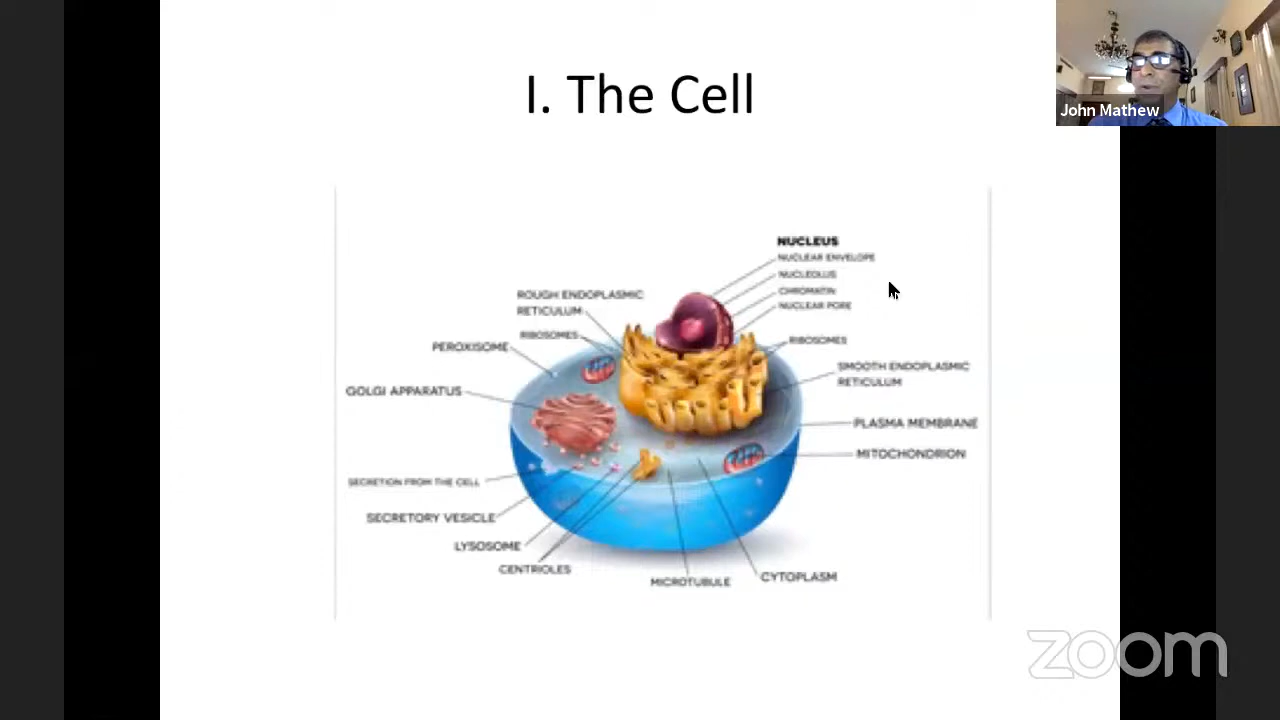 I. The Cell
John Mathew
NUCLEUS
NUCLEAR ENVELOPE
NUCLEOLUS
CHROMATIN
NUCLEAR PORE
ROUGH ENDOPLASMIC
RETICULUM
RIBOSOMES
RIBOSOMES
PEROXISOME
SMOOTH ENDOPLASMIC
RETICULUM
GOLGI APPARATUS
PLASMA MEMBRANE
MITOCHONDRION
SECRETION FROM THE CELL
SECRETORY VESICLE
LYSOSOME
CENTRIOLES
MICROTUBULE
CYTOPLASM
zoom